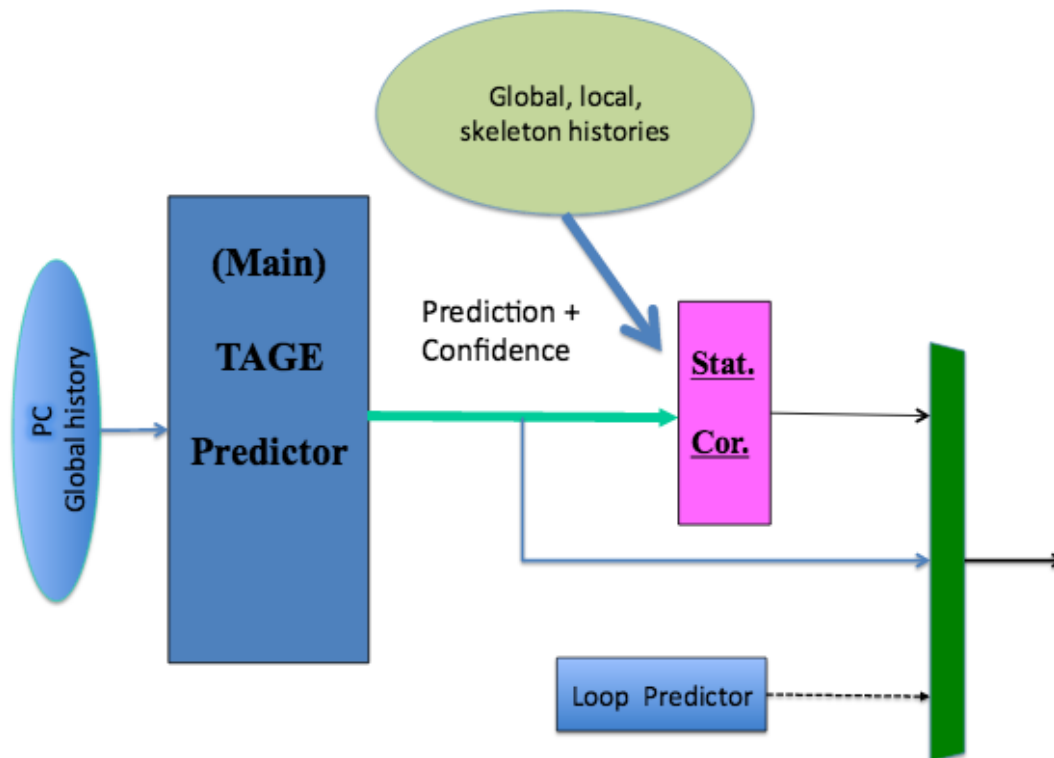 Global, local,
skeleton histories
(Main)
TAGE
Predictor
PC
Global history
Prediction +
Confidence
Stat.
Cor.
Loop Predictor